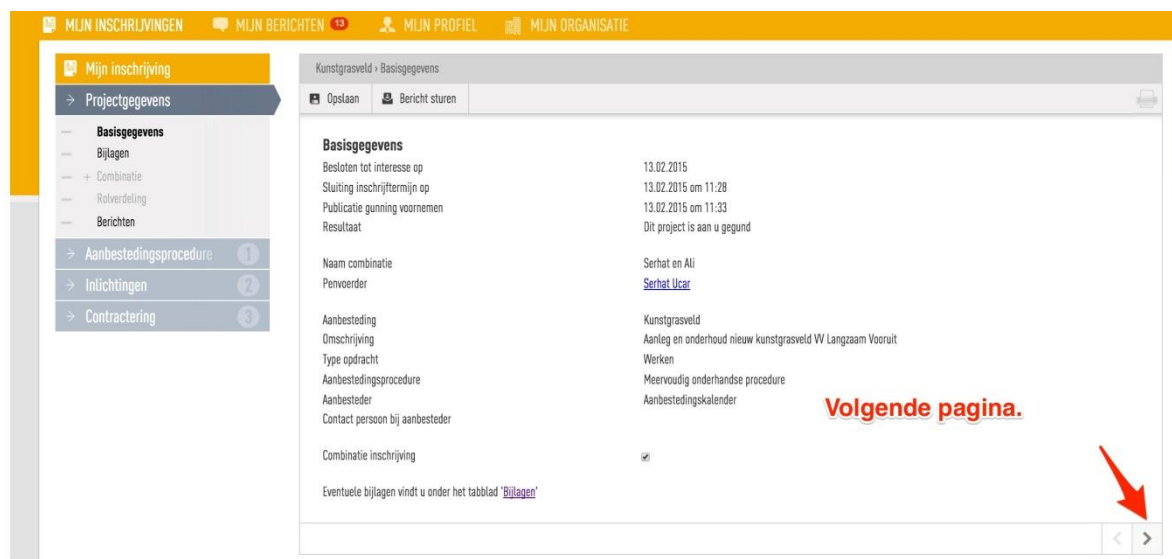 MIJN INSCHRIJVINGEN MIJN BERICHTEN 13 MIJN PROFIEL MIJN ORGANISATIE
Mijn inschrijving
Projectgegevens
Basisgegevens
Bijlagen
+ Combinatie
Rolverdeling
Berichten
Aanbestedingsprocedure 1
Inlichtingen 2
Contractering 3
Kunstgrasveld › Basisgegevens
Opslaan Bericht sturen
Basisgegevens
Besloten tot interesse op 13.02.2015
Sluiting inschrijftermijn op 13.02.2015 om 11:28
Publicatie gunning voornemen 13.02.2015 om 11:33
Resultaat Dit project is aan u gegund
Naam combinatie Serhat en Ali
Penvoerder Serhat Ucar
Aanbesteding Kunstgrasveld
Omschrijving Aanleg en onderhoud nieuw kunstgrasveld VV Langzaam Vooruit
Type opdracht Werken
Aanbestedingsprocedure Meervoudig onderhandse procedure
Aanbesteder Aanbestedingskalender
Contact persoon bij aanbesteder
Volgende pagina.
Combinatie inschrijving
Eventuele bijlagen vindt u onder het tabblad 'Bijlagen'